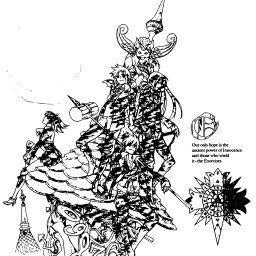 Our only hope is the
ancient power of Innocence
and those who wield
it--the Exorcists.